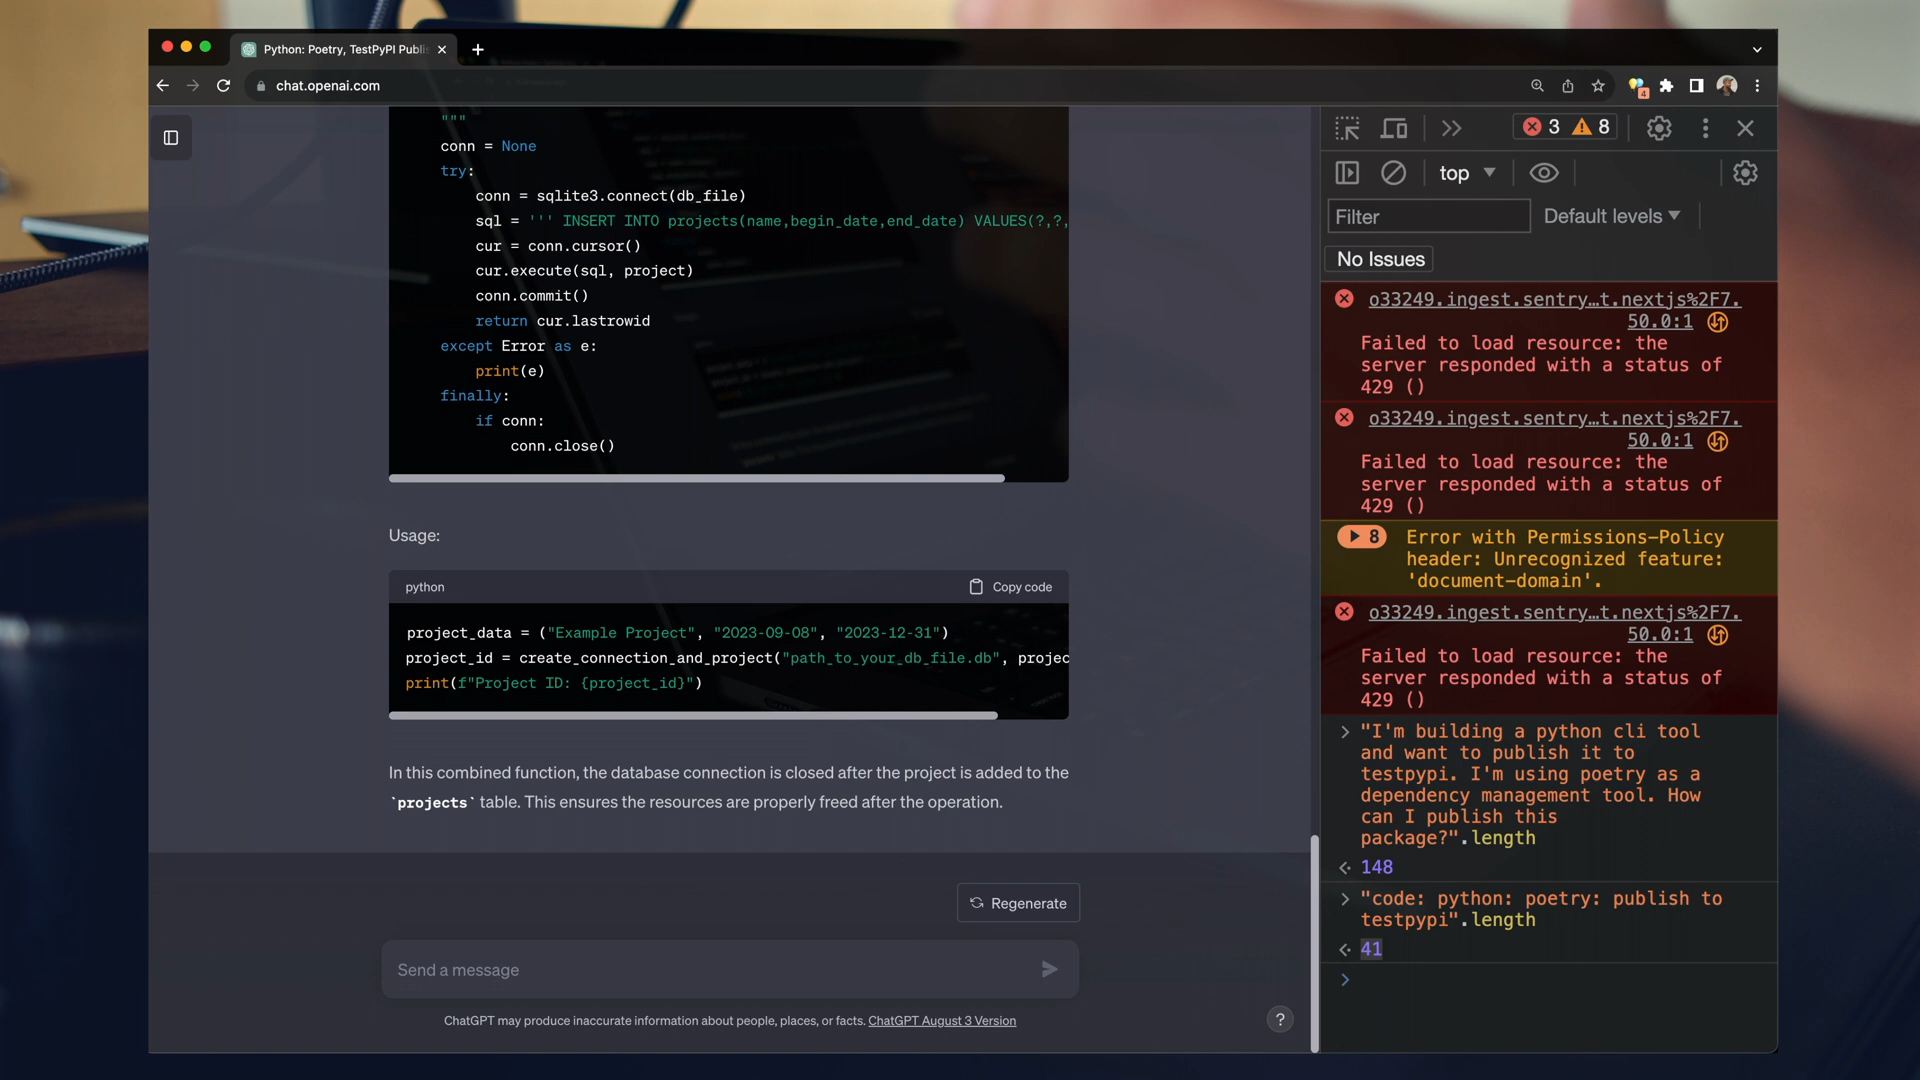 Python: Poetry, TestPyPI Publi
chat.openai.com
4
"""
conn = None
try:
conn = sqlite3.connect(db_file)
sql = ''' INSERT INTO projects(name,begin_date,end_date) VALUES(?,?,
cur = conn.cursor()
cur.execute(sql, project)
conn.commit()
return cur.lastrowid
except Error as e:
print(e)
finally:
if conn:
conn.close()
Usage:
python
Copy code
project_data = ("Example Project", "2023-09-08", "2023-12-31")
project_id = create_connection_and_project("path_to_your_db_file.db", projec
print(f"Project ID: {project_id}")
In this combined function, the database connection is closed after the project is added to the
`projects` table. This ensures the resources are properly freed after the operation.
Regenerate
Send a message
ChatGPT may produce inaccurate information about people, places, or facts. ChatGPT August 3 Version
?
3 8
top
Filter
Default levels
No Issues
o33249.ingest.sentry…t.nextjs%2F7.
50.0:1
Failed to load resource: the
server responded with a status of
429 ()
o33249.ingest.sentry…t.nextjs%2F7.
50.0:1
Failed to load resource: the
server responded with a status of
429 ()
8 Error with Permissions-Policy
header: Unrecognized feature:
'document-domain'.
o33249.ingest.sentry…t.nextjs%2F7.
50.0:1
Failed to load resource: the
server responded with a status of
429 ()
> "I'm building a python cli tool
and want to publish it to
testpypi. I'm using poetry as a
dependency management tool. How
can I publish this
package?".length
148
> "code: python: poetry: publish to
testpypi".length
41
>